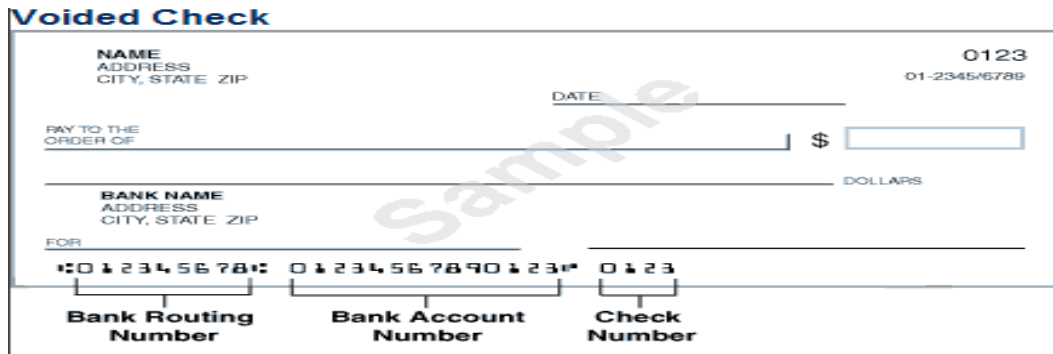 Voided Check
NAME
ADDRESS
CITY, STATE ZIP
0123
01-2345/6789
DATE
PAY TO THE
ORDER OF
$
DOLLARS
Sample
BANK NAME
ADDRESS
CITY, STATE ZIP
FOR
⑆012345678⑆ 01234567890123⑈ 0123
Bank Routing
Number
Bank Account
Number
Check
Number